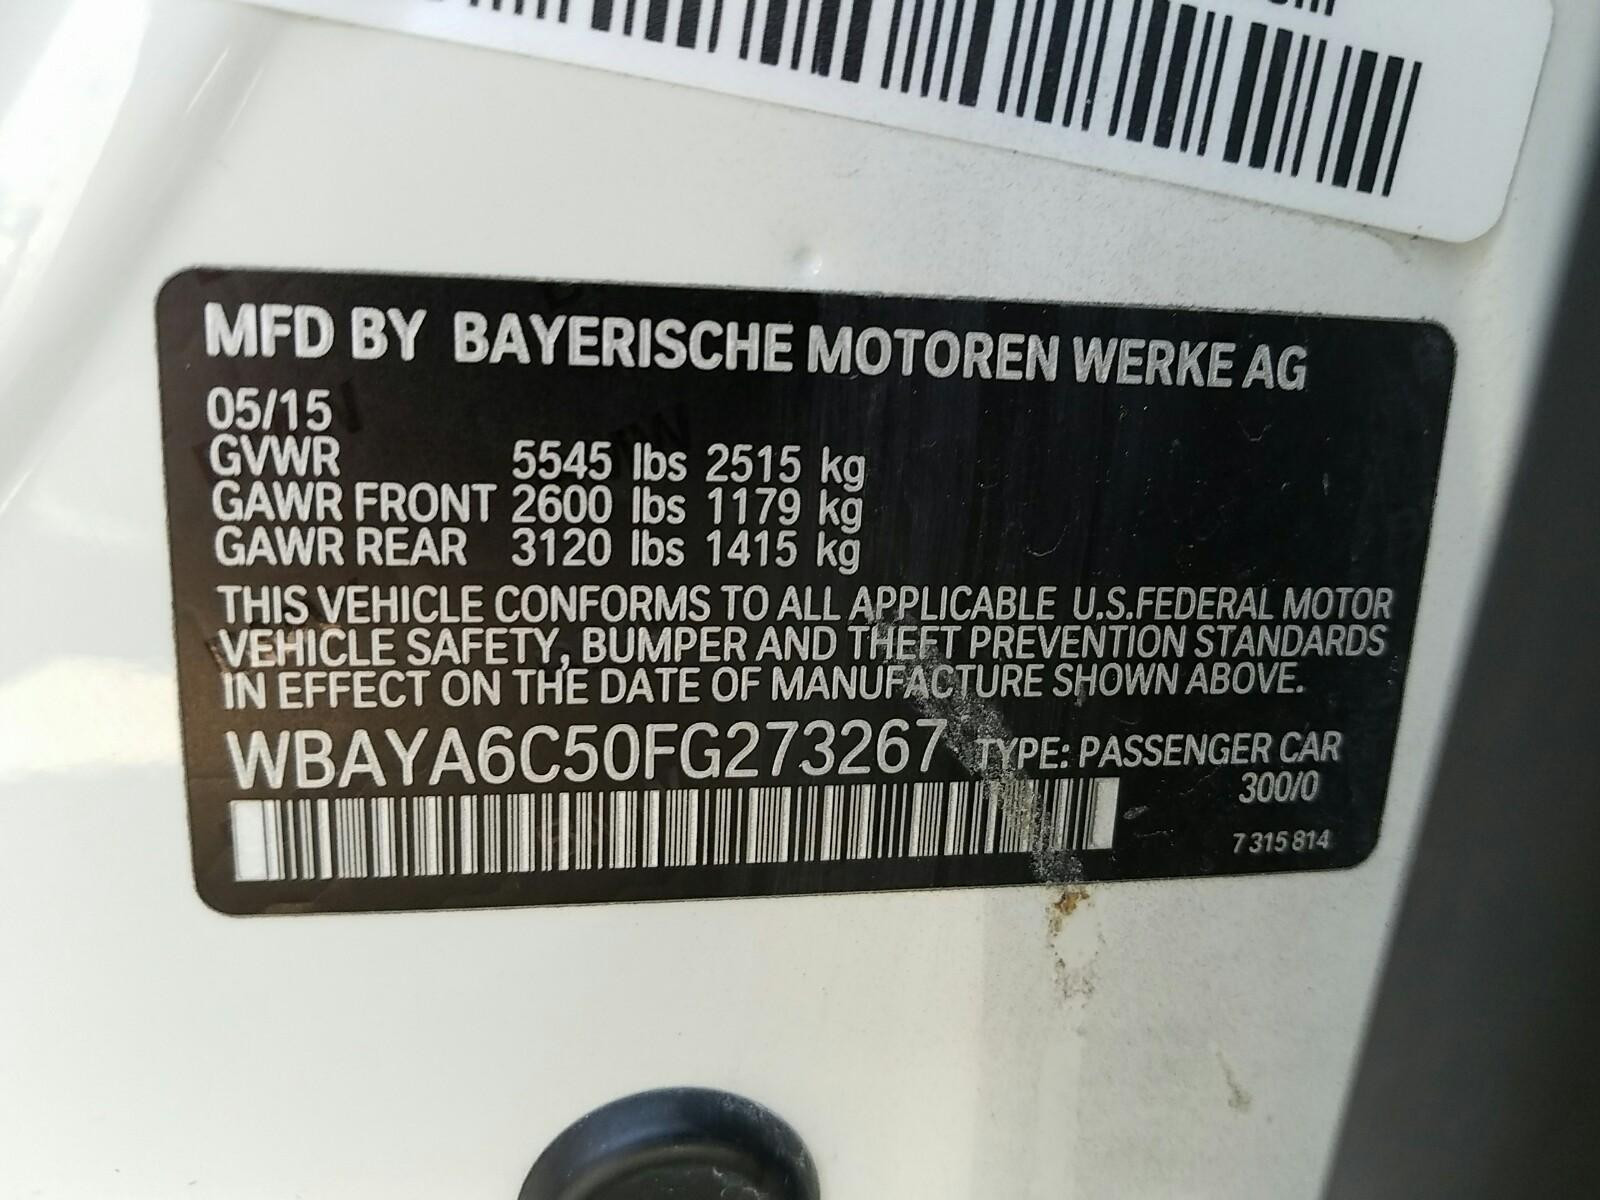 MFD BY BAYERISCHE MOTOREN WERKE AG
05/15
GVWR 5545 lbs 2515 kg
GAWR FRONT 2600 lbs 1179 kg
GAWR REAR 3120 lbs 1415 kg
THIS VEHICLE CONFORMS TO ALL APPLICABLE U.S.FEDERAL MOTOR
VEHICLE SAFETY, BUMPER AND THEFT PREVENTION STANDARDS
IN EFFECT ON THE DATE OF MANUFACTURE SHOWN ABOVE.
WBAYA6C50FG273267 TYPE: PASSENGER CAR
300/0
7 315 814